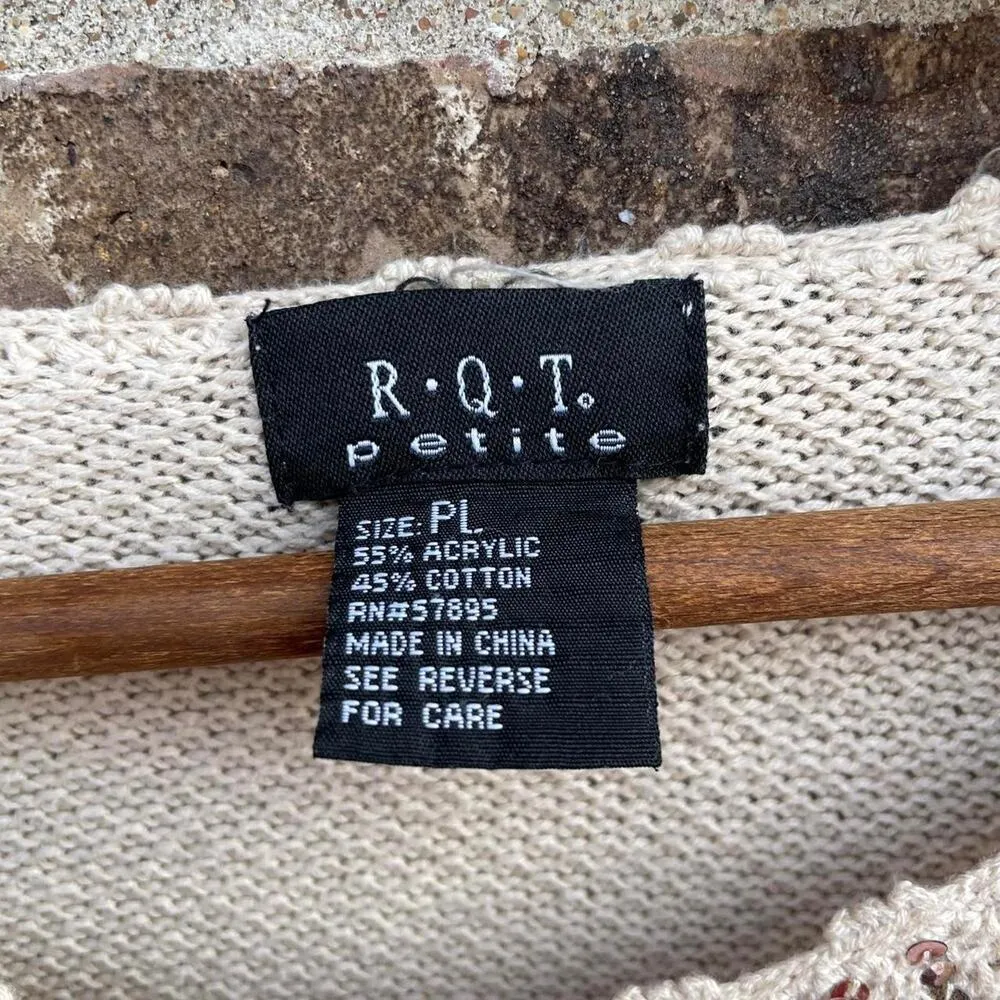 R·Q·T®
petite
SIZE: PL
55% ACRYLIC
45% COTTON
RN#57895
MADE IN CHINA
SEE REVERSE
FOR CARE